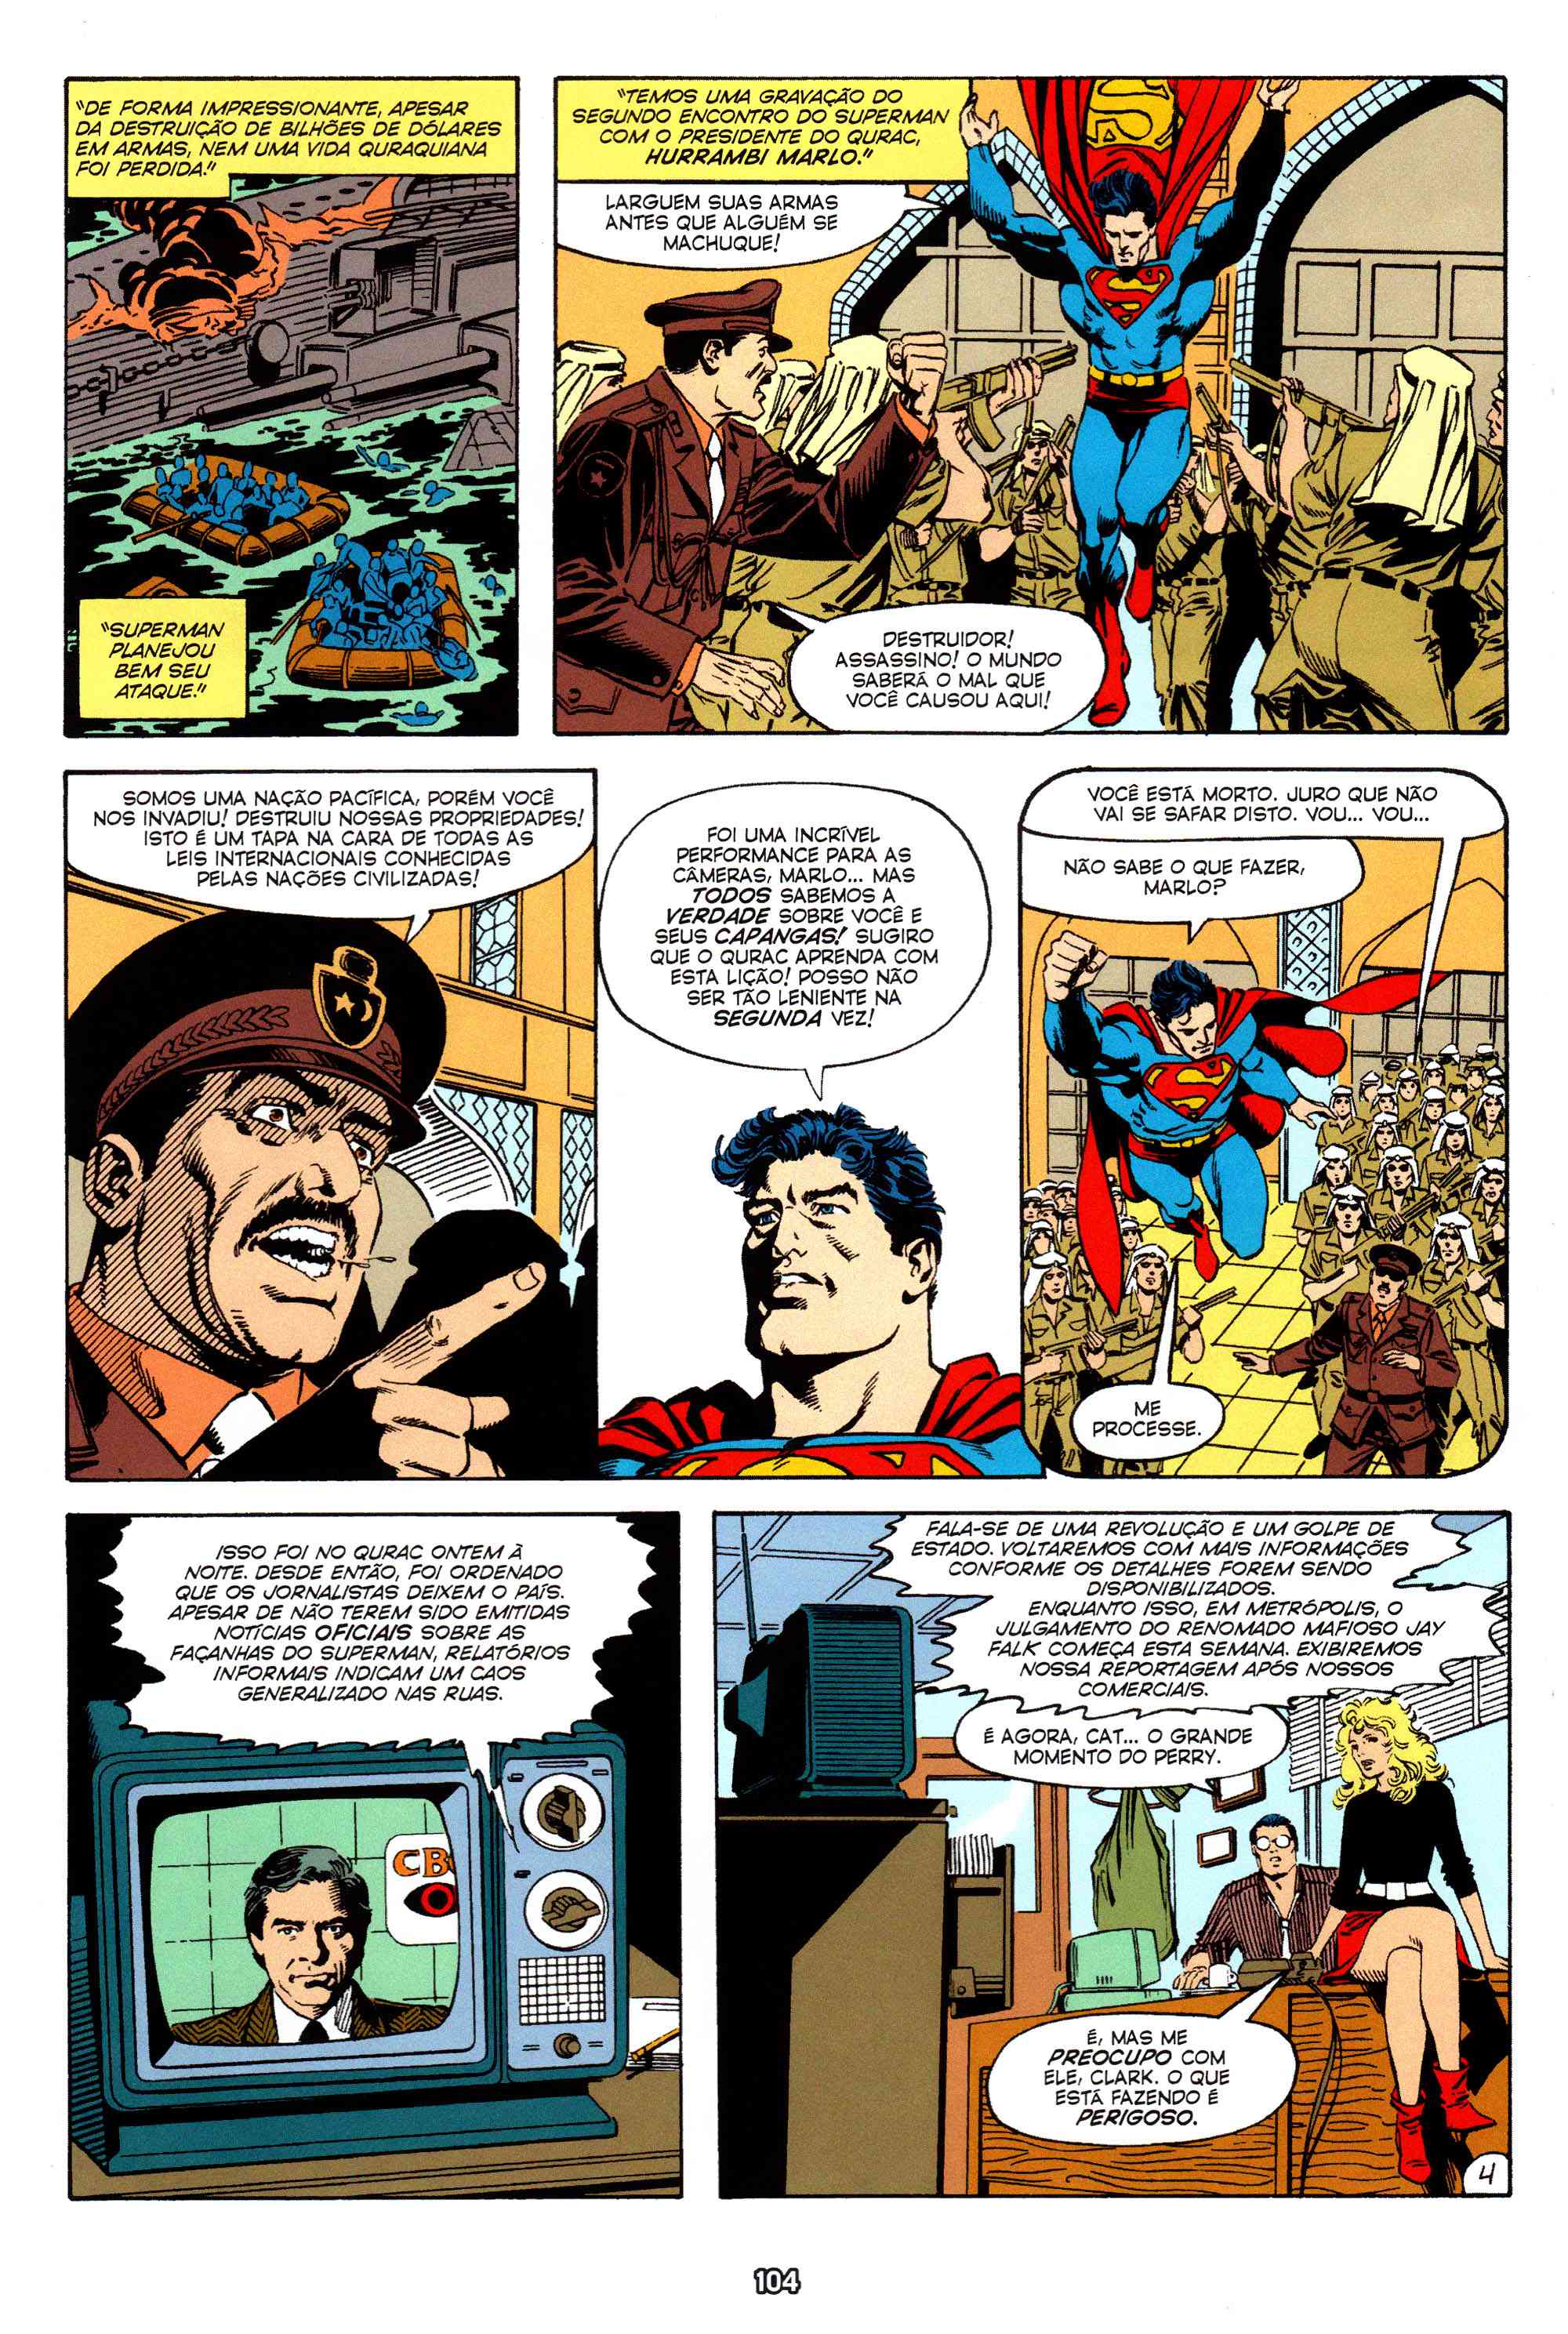 "DE FORMA IMPRESSIONANTE, APESAR
DA DESTRUIÇÃO DE BILHÕES DE DÓLARES
EM ARMAS, NEM UMA VIDA QURAQUIANA
FOI PERDIDA."
"SUPERMAN
PLANEJOU
BEM SEU
ATAQUE."
"TEMOS UMA GRAVAÇÃO DO
SEGUNDO ENCONTRO DO SUPERMAN
COM O PRESIDENTE DO QURAC,
HURRAMBI MARLO."
LARGUEM SUAS ARMAS
ANTES QUE ALGUÉM SE
MACHUQUE!
DESTRUIDOR!
ASSASSINO! O MUNDO
SABERÁ O MAL QUE
VOCÊ CAUSOU AQUI!
SOMOS UMA NAÇÃO PACÍFICA, PORÉM VOCÊ
NOS INVADIU! DESTRUIU NOSSAS PROPRIEDADES!
ISTO É UM TAPA NA CARA DE TODAS AS
LEIS INTERNACIONAIS CONHECIDAS
PELAS NAÇÕES CIVILIZADAS!
FOI UMA INCRÍVEL
PERFORMANCE PARA AS
CÂMERAS, MARLO... MAS
TODOS SABEMOS A
VERDADE SOBRE VOCÊ E
SEUS CAPANGAS! SUGIRO
QUE O QURAC APRENDA COM
ESTA LIÇÃO! POSSO NÃO
SER TÃO LENIENTE NA
SEGUNDA VEZ!
VOCÊ ESTÁ MORTO. JURO QUE NÃO
VAI SE SAFAR DISTO. VOU... VOU...
NÃO SABE O QUE FAZER,
MARLO?
ME
PROCESSE.
ISSO FOI NO QURAC ONTEM À
NOITE. DESDE ENTÃO, FOI ORDENADO
QUE OS JORNALISTAS DEIXEM O PAÍS.
APESAR DE NÃO TEREM SIDO EMITIDAS
NOTÍCIAS OFICIAIS SOBRE AS
FAÇANHAS DO SUPERMAN, RELATÓRIOS
INFORMAIS INDICAM UM CAOS
GENERALIZADO NAS RUAS.
FALA-SE DE UMA REVOLUÇÃO E UM GOLPE DE
ESTADO. VOLTAREMOS COM MAIS INFORMAÇÕES
CONFORME OS DETALHES FOREM SENDO
DISPONIBILIZADOS.
ENQUANTO ISSO, EM METRÓPOLIS, O
JULGAMENTO DO RENOMADO MAFIOSO JAY
FALK COMEÇA ESTA SEMANA. EXIBIREMOS
NOSSA REPORTAGEM APÓS NOSSOS
COMERCIAIS.
É AGORA, CAT... O GRANDE
MOMENTO DO PERRY.
É, MAS ME
PREOCUPO COM
ELE, CLARK. O QUE
ESTÁ FAZENDO É
PERIGOSO.
4
104